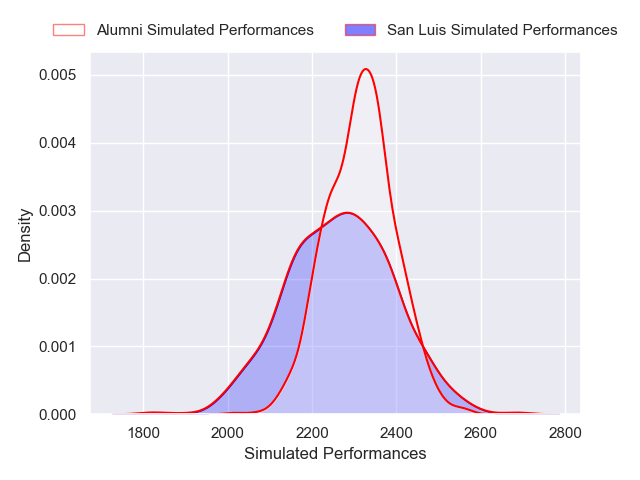 Alumni Simulated Performances San Luis Simulated Performances
0.005
0.004
0.003
0.002
0.001
0.000
Density
1800 2000 2200 2400 2600 2800
Simulated Performances